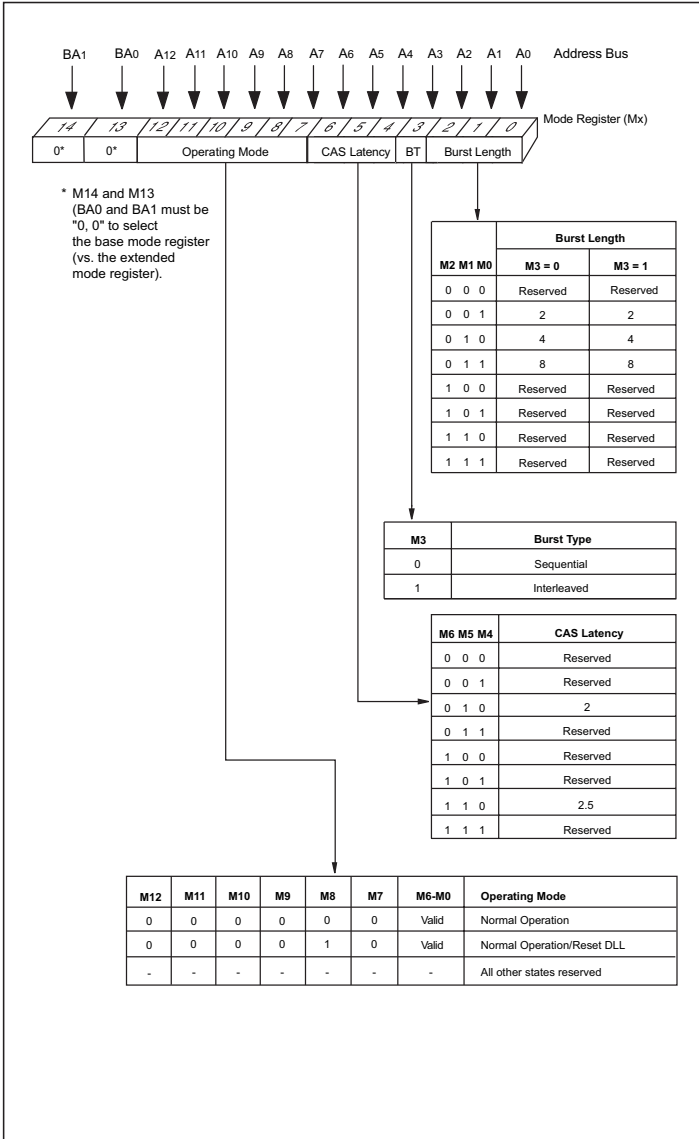 BA1 BA0 A12 A11 A10 A9 A8 A7 A6 A5 A4 A3 A2 A1 A0 Address Bus
14 13 12 11 10 9 8 7 6 5 4 3 2 1 0 Mode Register (Mx)
0* 0* Operating Mode CAS Latency BT Burst Length
* M14 and M13
(BA0 and BA1 must be
"0, 0" to select
the base mode register
(vs. the extended
mode register).
Burst Length
M2 M1 M0 M3 = 0 M3 = 1
0 0 0 Reserved Reserved
0 0 1 2 2
0 1 0 4 4
0 1 1 8 8
1 0 0 Reserved Reserved
1 0 1 Reserved Reserved
1 1 0 Reserved Reserved
1 1 1 Reserved Reserved
M3 Burst Type
0 Sequential
1 Interleaved
M6 M5 M4 CAS Latency
0 0 0 Reserved
0 0 1 Reserved
0 1 0 2
0 1 1 Reserved
1 0 0 Reserved
1 0 1 Reserved
1 1 0 2.5
1 1 1 Reserved
M12 M11 M10 M9 M8 M7 M6-M0 Operating Mode
0 0 0 0 0 0 Valid Normal Operation
0 0 0 0 1 0 Valid Normal Operation/Reset DLL
- - - - - - - All other states reserved